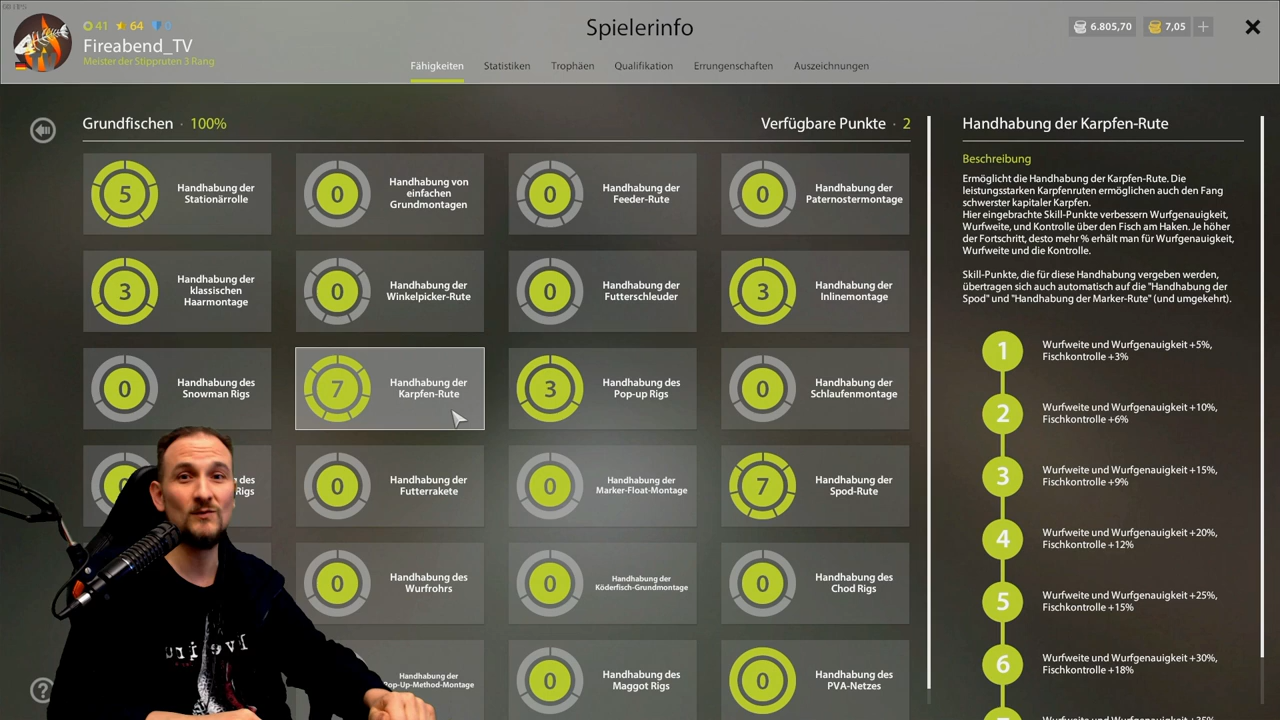 41 64
Spielerinfo
6.805,70
7,05
Fireabend_TV
Meister der Stippruten 3 Rang
Fähigkeiten
Statistiken
Trophäen
Qualifikation
Errungenschaften
Auszeichnungen
Grundfischen · 100%
Verfügbare Punkte · 2
5
Handhabung der
Stationärrolle
0
Handhabung von
einfachen
Grundmontagen
0
Handhabung der
Feeder-Rute
0
Handhabung der
Paternostermontage
3
Handhabung der
klassischen
Haarmontage
0
Handhabung der
Winkelpicker-Rute
0
Handhabung der
Futterschleuder
3
Handhabung der
Inlinemontage
0
Handhabung des
Snowman Rigs
7
Handhabung der
Karpfen-Rute
3
Handhabung des
Pop-up Rigs
0
Handhabung der
Schlaufenmontage
des
Rigs
0
Handhabung der
Futterrakete
0
Handhabung der
Marker-Float-Montage
7
Handhabung der
Spod-Rute
0
Handhabung des
Wurfrohrs
0
Handhabung der
Köderfisch-Grundmontage
0
Handhabung des
Chod Rigs
Handhabung der
Pop-Up-Method-Montage
0
Handhabung des
Maggot Rigs
0
Handhabung des
PVA-Netzes
?
Handhabung der Karpfen-Rute
Beschreibung
Ermöglicht die Handhabung der Karpfen-Rute. Die
leistungsstarken Karpfenruten ermöglichen auch den Fang
schwerster kapitaler Karpfen.
Hier eingebrachte Skill-Punkte verbessern Wurfgenauigkeit,
Wurfweite, und Kontrolle über den Fisch am Haken. Je höher
der Fortschritt, desto mehr % erhält man für Wurfgenauigkeit,
Wurfweite und die Kontrolle.
Skill-Punkte, die für diese Handhabung vergeben werden,
übertragen sich auch automatisch auf die "Handhabung der
Spod" und "Handhabung der Marker-Rute" (und umgekehrt).
1
Wurfweite und Wurfgenauigkeit +5%,
Fischkontrolle +3%
2
Wurfweite und Wurfgenauigkeit +10%,
Fischkontrolle +6%
3
Wurfweite und Wurfgenauigkeit +15%,
Fischkontrolle +9%
4
Wurfweite und Wurfgenauigkeit +20%,
Fischkontrolle +12%
5
Wurfweite und Wurfgenauigkeit +25%,
Fischkontrolle +15%
6
Wurfweite und Wurfgenauigkeit +30%,
Fischkontrolle +18%